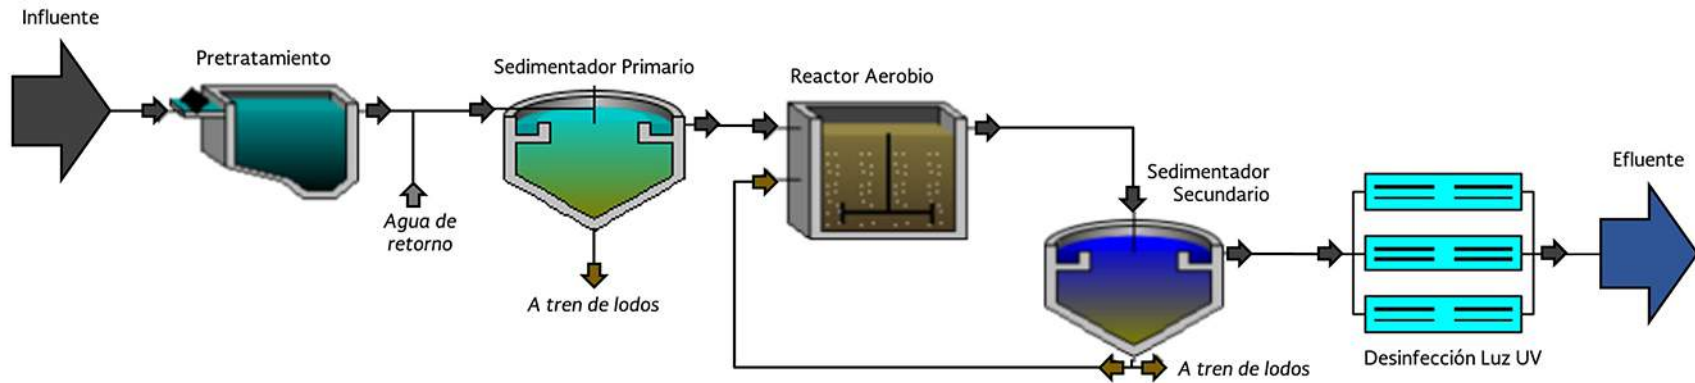 Influente
Pretratamiento
Sedimentador Primario
Reactor Aerobio
Agua de
retorno
A tren de lodos
Sedimentador
Secundario
A tren de lodos
Desinfección Luz UV
Efluente